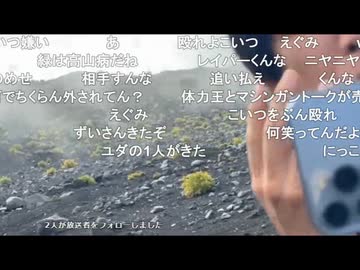 いつ嫌い あ 殴れよこいつ えぐみ
緑は高山病だね レイパーくんな ニヤニヤ
りめせ 相手すんな 追い払え くんな
でちくらん外されてん？ 体力王とマシンガントークが売
えぐみ こいつをぶん殴れ
ずいさんきたぞ 何笑ってんだよ
ユダの1人がきた にっこ
2人が放送者をフォローしました